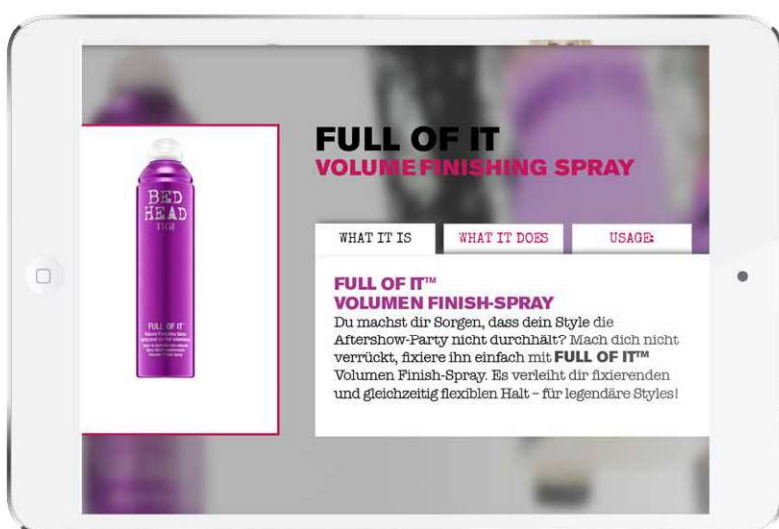 BED
HEAD
TIGI
FULL OF IT
Volume Finishing Spray
FULL OF IT
VOLUME FINISHING SPRAY
WHAT IT IS
WHAT IT DOES
USAGE:
FULL OF IT™
VOLUMEN FINISH-SPRAY
Du machst dir Sorgen, dass dein Style die
Aftershow-Party nicht durchhält? Mach dich nicht
verrückt, fixiere ihn einfach mit FULL OF IT™
Volumen Finish-Spray. Es verleiht dir fixierenden
und gleichzeitig flexiblen Halt – für legendäre Styles!